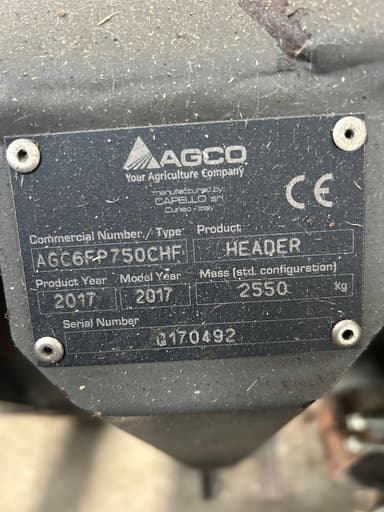 AGCO
Your Agriculture Company
manufactured by:
CAPELLO srl
Cuneo - Italy
CE
Commercial Number / Type Product
AGC6FP750CHF HEADER
Product Year Model Year Mass (std. configuration)
2017 2017 2550 kg
Serial Number